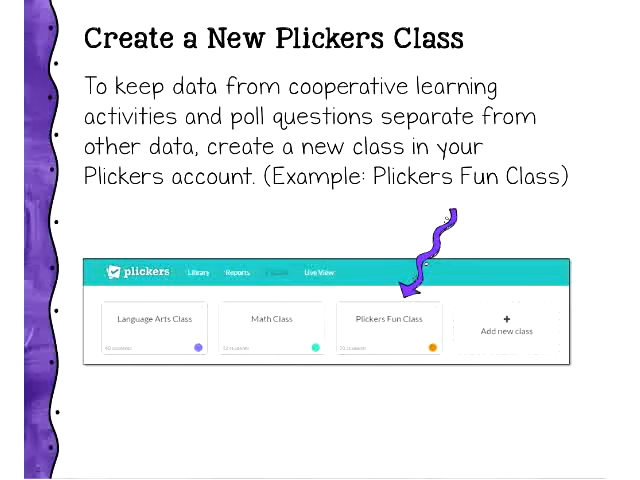 Create a New Plickers Class
To keep data from cooperative learning
activities and poll questions separate from
other data, create a new class in your
Plickers account. (Example: Plickers Fun Class)
plickers Library Reports Live View
Language Arts Class Math Class Plickers Fun Class +
Add new class